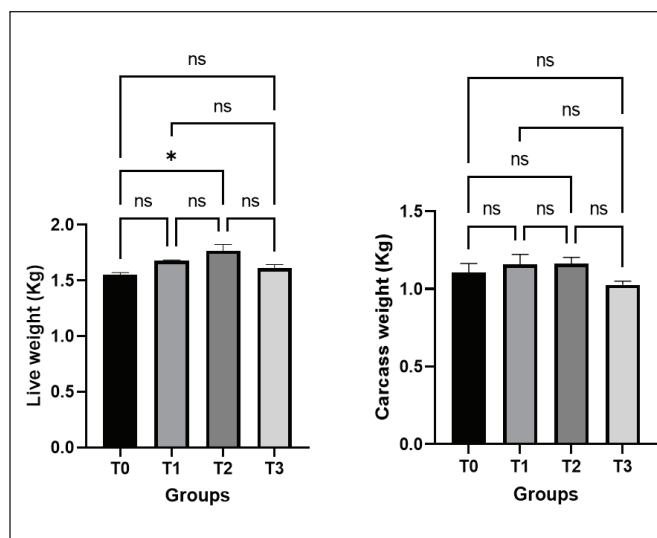 ns
ns
*
ns ns ns
2.0
1.5
1.0
0.5
0.0
Live weight (Kg)
T0 T1 T2 T3
Groups
ns
ns
ns
ns ns ns
1.5
1.0
0.5
0.0
Carcass weight (Kg)
T0 T1 T2 T3
Groups